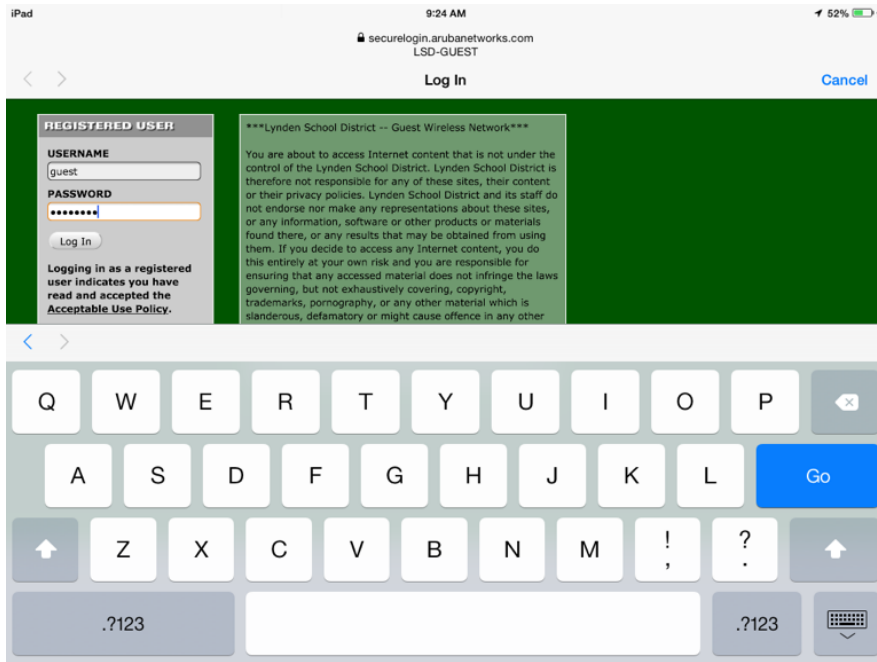 iPad 9:24 AM 52%
securelogin.arubanetworks.com
LSD-GUEST
Log In Cancel
REGISTERED USER
USERNAME
guest
PASSWORD
••••••••
Log In
Logging in as a registered
user indicates you have
read and accepted the
Acceptable Use Policy.
***Lynden School District -- Guest Wireless Network***
You are about to access Internet content that is not under the
control of the Lynden School District. Lynden School District is
therefore not responsible for any of these sites, their content
or their privacy policies. Lynden School District and its staff do
not endorse nor make any representations about these sites,
or any information, software or other products or materials
found there, or any results that may be obtained from using
them. If you decide to access any Internet content, you do
this entirely at your own risk and you are responsible for
ensuring that any accessed material does not infringe the laws
governing, but not exhaustively covering, copyright,
trademarks, pornography, or any other material which is
slanderous, defamatory or might cause offence in any other
Q W E R T Y U I O P
A S D F G H J K L Go
Z X C V B N M ! , ? .
.?123 .?123